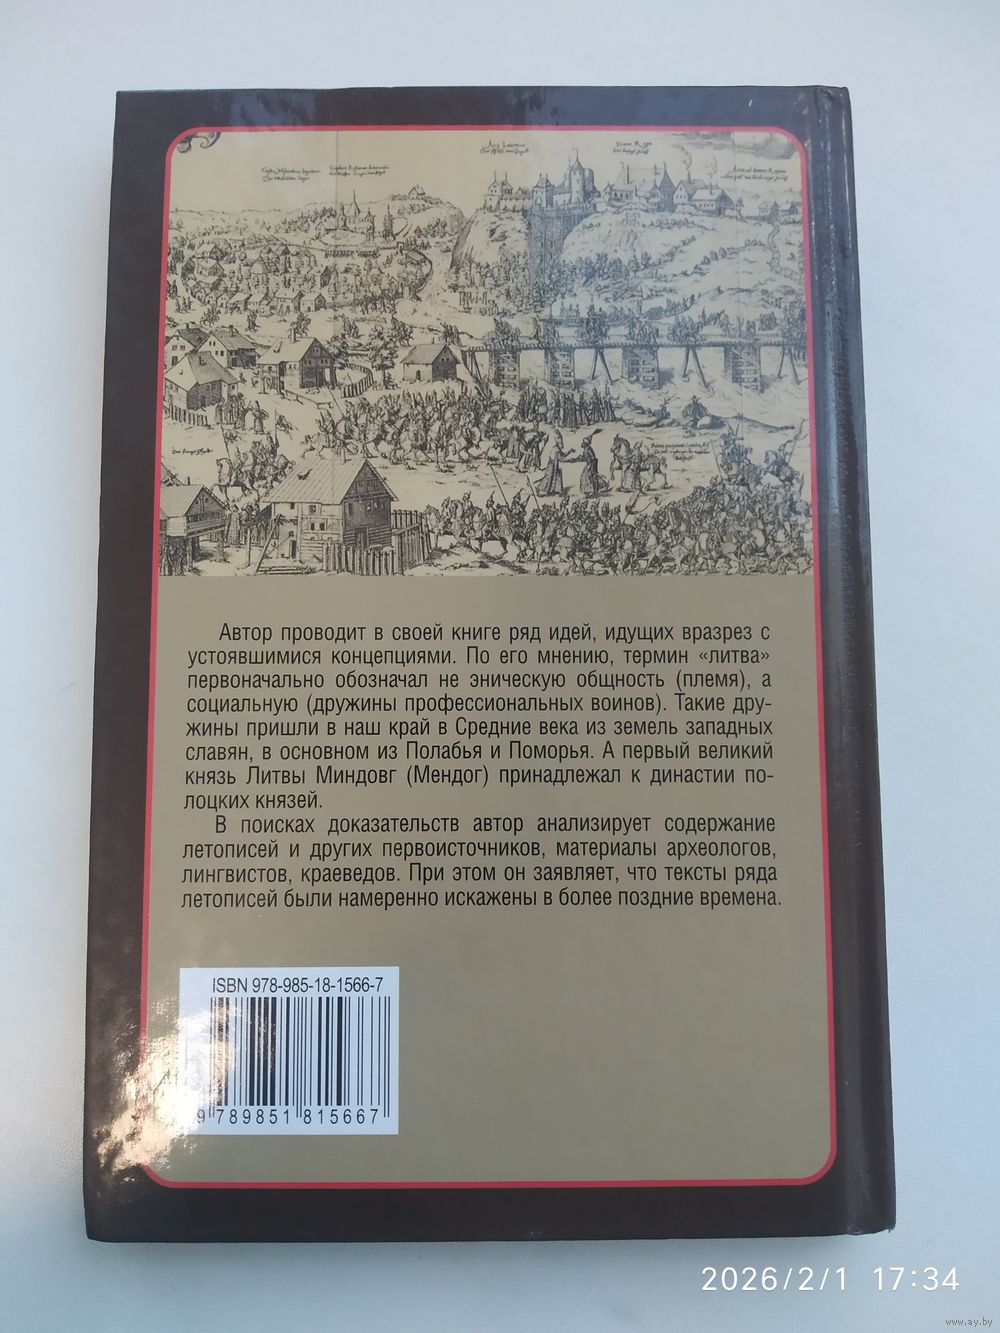 Автор проводит в своей книге ряд идей, идущих вразрез с
устоявшимися концепциями. По его мнению, термин «литва»
первоначально обозначал не эническую общность (племя), а
социальную (дружины профессиональных воинов). Такие дру-
жины пришли в наш край в Средние века из земель западных
славян, в основном из Полабья и Поморья. А первый великий
князь Литвы Миндовг (Мендог) принадлежал к династии по-
лоцких князей.
В поисках доказательств автор анализирует содержание
летописей и других первоисточников, материалы археологов,
лингвистов, краеведов. При этом он заявляет, что тексты ряда
летописей были намеренно искажены в более поздние времена.
ISBN 978-985-18-1566-7
9 789851 815667
2026/2/1 17:34
www.ay.by